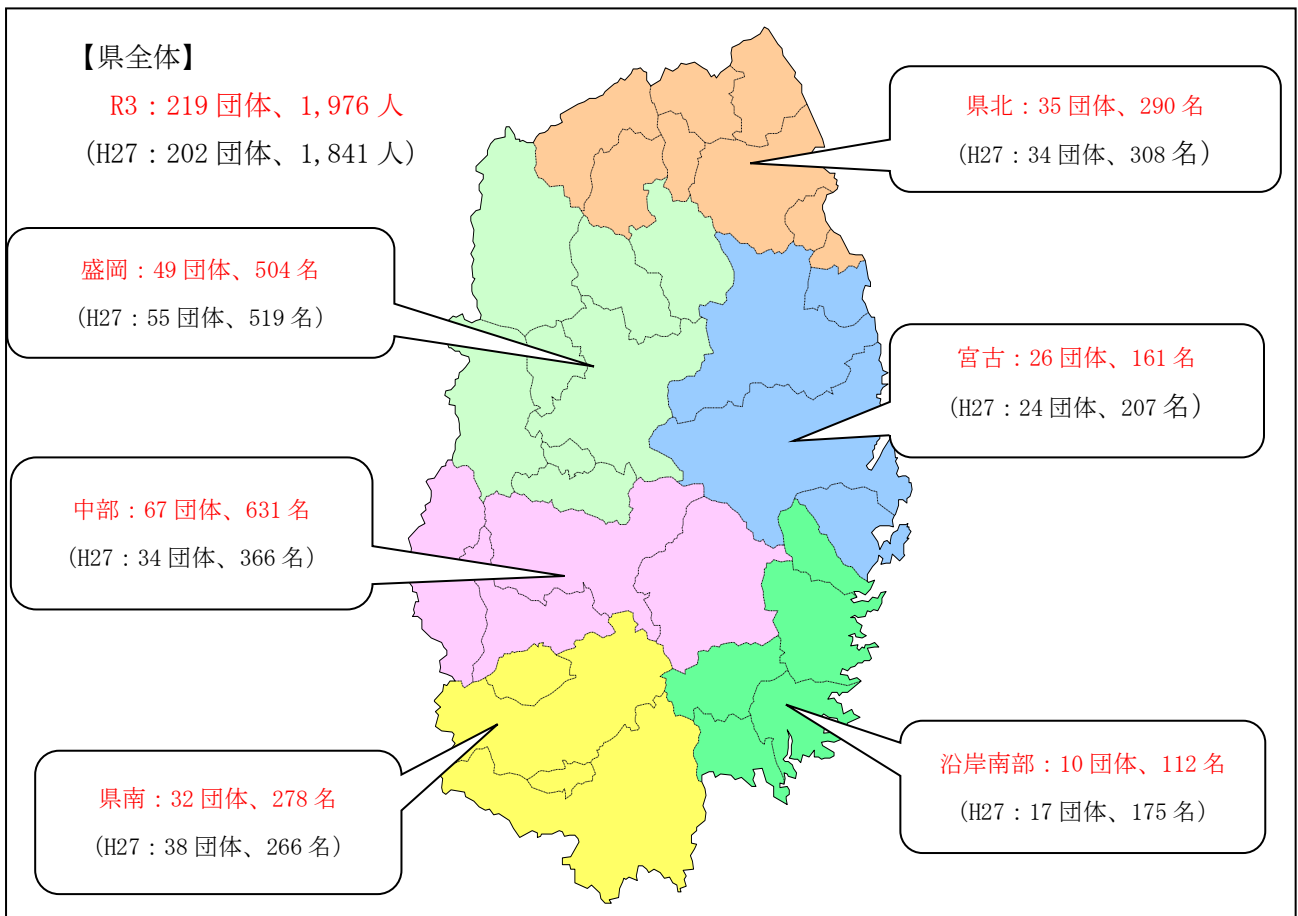 【県全体】
R3：219 団体、1,976 人
(H27：202 団体、1,841 人)
県北：35 団体、290 名
(H27：34 団体、308 名)
盛岡：49 団体、504 名
(H27：55 団体、519 名)
宮古：26 団体、161 名
(H27：24 団体、207 名)
中部：67 団体、631 名
(H27：34 団体、366 名)
沿岸南部：10 団体、112 名
(H27：17 団体、175 名)
県南：32 団体、278 名
(H27：38 団体、266 名)